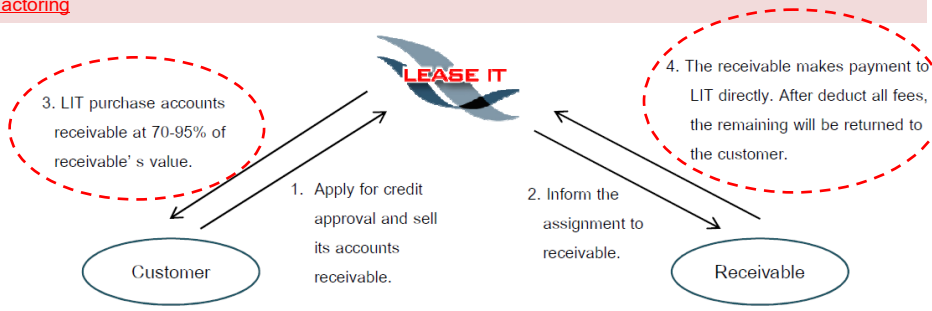 actoring
LEASE IT
3. LIT purchase accounts
receivable at 70-95% of
receivable' s value.
4. The receivable makes payment to
LIT directly. After deduct all fees,
the remaining will be returned to
the customer.
1. Apply for credit
approval and sell
its accounts
receivable.
2. Inform the
assignment to
receivable.
Customer
Receivable